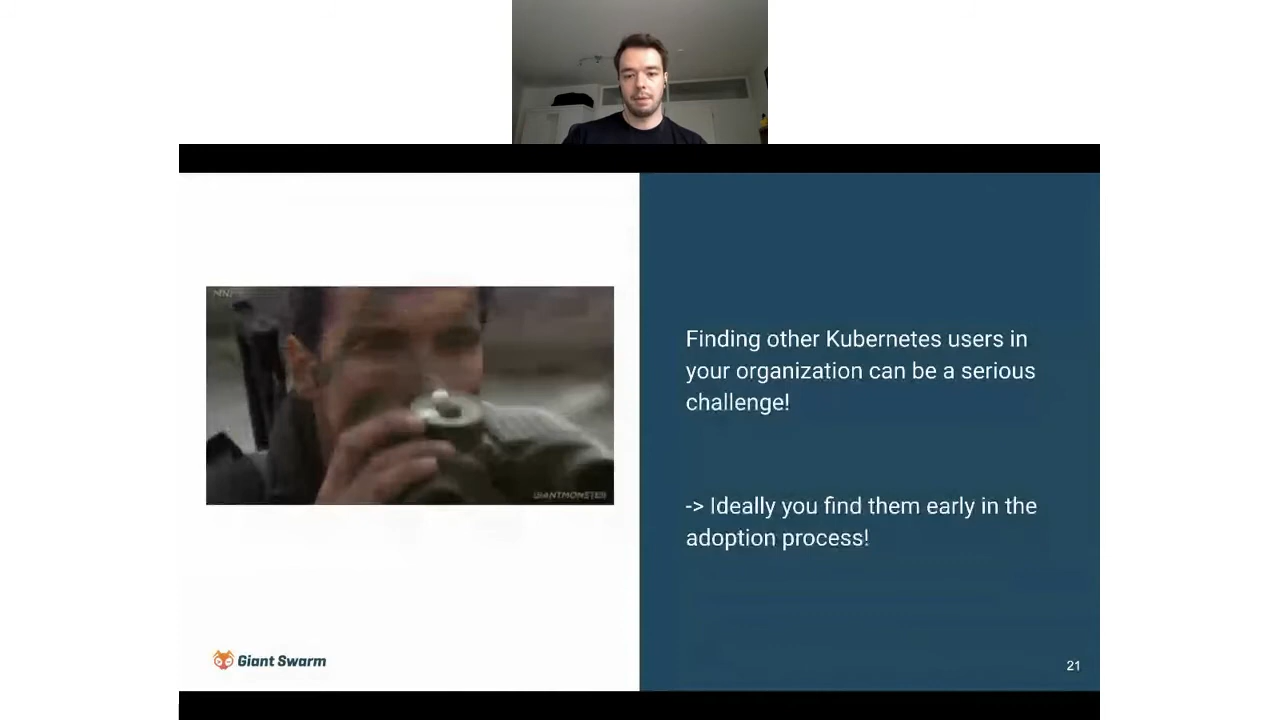 Finding other Kubernetes users in
your organization can be a serious
challenge!
-> Ideally you find them early in the
adoption process!
GIANTMONSTER
Giant Swarm
21